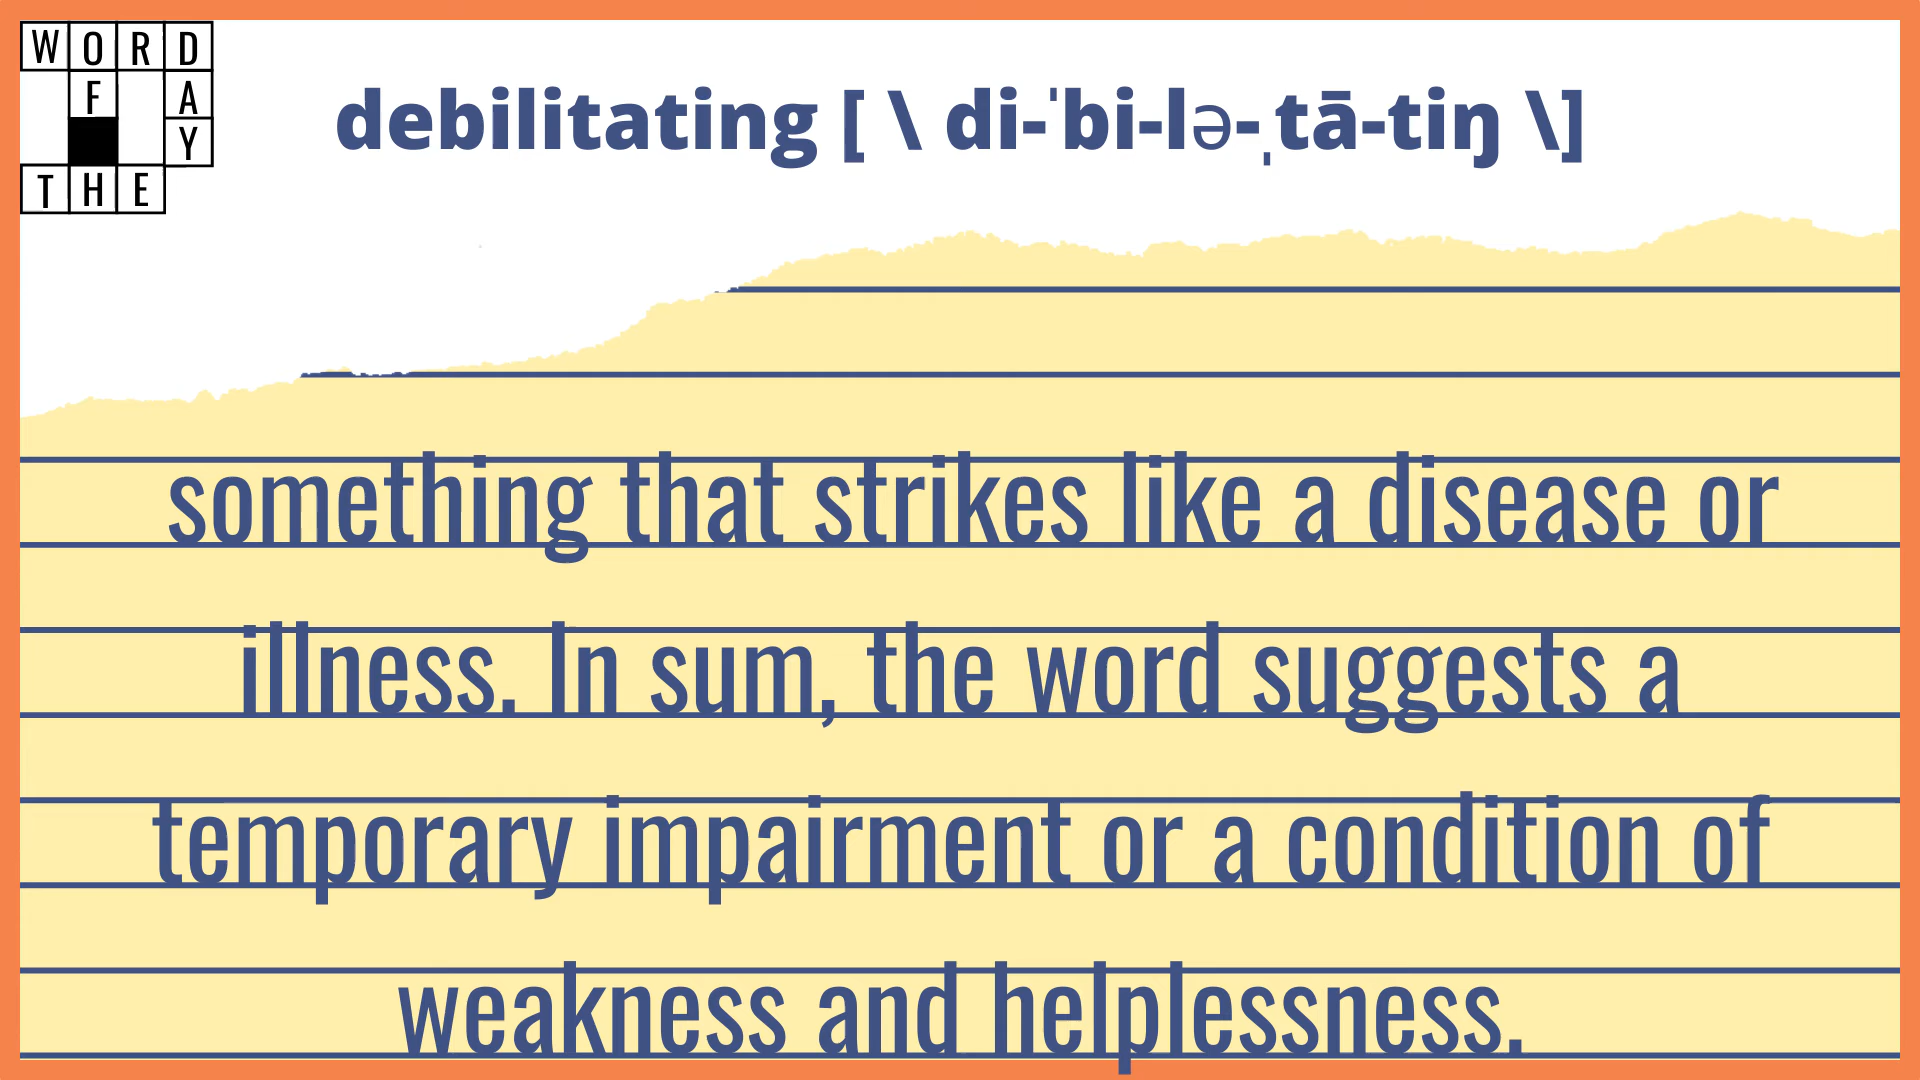 WORD
OF
DAY
THE
debilitating [ \ di-ˈbi-lə-ˌtā-tiŋ \]
something that strikes like a disease or
illness. In sum, the word suggests a
temporary impairment or a condition of
weakness and helplessness.